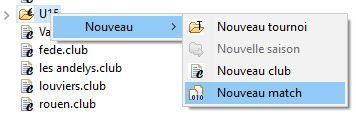 U15
Va
fede.club
les andelys.club
louviers.club
rouen.club
Nouveau
Nouveau tournoi
Nouvelle saison
Nouveau club
Nouveau match